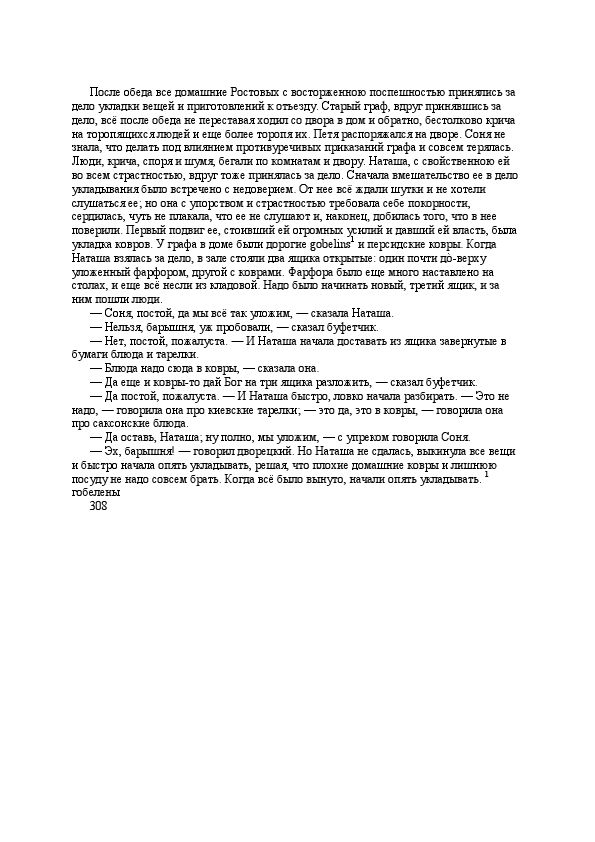 После обеда все домашние Ростовых с восторженною поспешностью принялись за
дело укладки вещей и приготовлений к отъезду. Старый граф, вдруг принявшись за
дело, всё после обеда не переставая ходил со двора в дом и обратно, бестолково крича
на торопящихся людей и еще более торопя их. Петя распоряжался на дворе. Соня не
знала, что делать под влиянием противуречивых приказаний графа и совсем терялась.
Люди, крича, споря и шумя, бегали по комнатам и двору. Наташа, с свойственною ей
во всем страстностью, вдруг тоже принялась за дело. Сначала вмешательство ее в дело
укладывания было встречено с недоверием. От нее всё ждали шутки и не хотели
слушаться ее; но она с упорством и страстностью требовала себе покорности,
сердилась, чуть не плакала, что ее не слушают и, наконец, добилась того, что в нее
поверили. Первый подвиг ее, стоивший ей огромных усилий и давший ей власть, была
укладка ковров. У графа в доме были дорогие gobelins¹ и персидские ковры. Когда
Наташа взялась за дело, в зале стояли два ящика открытые: один почти дò-верху
уложенный фарфором, другой с коврами. Фарфора было еще много наставлено на
столах, и еще всё несли из кладовой. Надо было начинать новый, третий ящик, и за
ним пошли люди.
— Соня, постой, да мы всё так уложим, — сказала Наташа.
— Нельзя, барышня, уж пробовали, — сказал буфетчик.
— Нет, постой, пожалуста. — И Наташа начала доставать из ящика завернутые в
бумаги блюда и тарелки.
— Блюда надо сюда в ковры, — сказала она.
— Да еще и ковры-то дай Бог на три ящика разложить, — сказал буфетчик.
— Да постой, пожалуста. — И Наташа быстро, ловко начала разбирать. — Это не
надо, — говорила она про киевские тарелки; — это да, это в ковры, — говорила она
про саксонские блюда.
— Да оставь, Наташа; ну полно, мы уложим, — с упреком говорила Соня.
— Эх, барышня! — говорил дворецкий. Но Наташа не сдалась, выкинула все вещи
и быстро начала опять укладывать, решая, что плохие домашние ковры и лишнюю
посуду не надо совсем брать. Когда всё было вынуто, начали опять укладывать. ¹
гобелены
308